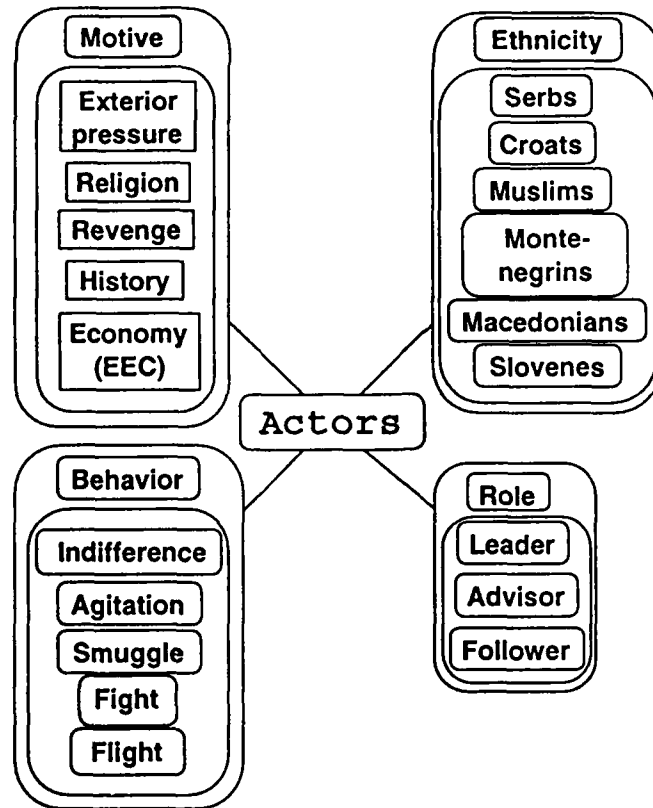 Motive
Exterior
pressure
Religion
Revenge
History
Economy
(EEC)
Ethnicity
Serbs
Croats
Muslims
Monte-
negrins
Macedonians
Slovenes
Actors
Behavior
Indifference
Agitation
Smuggle
Fight
Flight
Role
Leader
Advisor
Follower